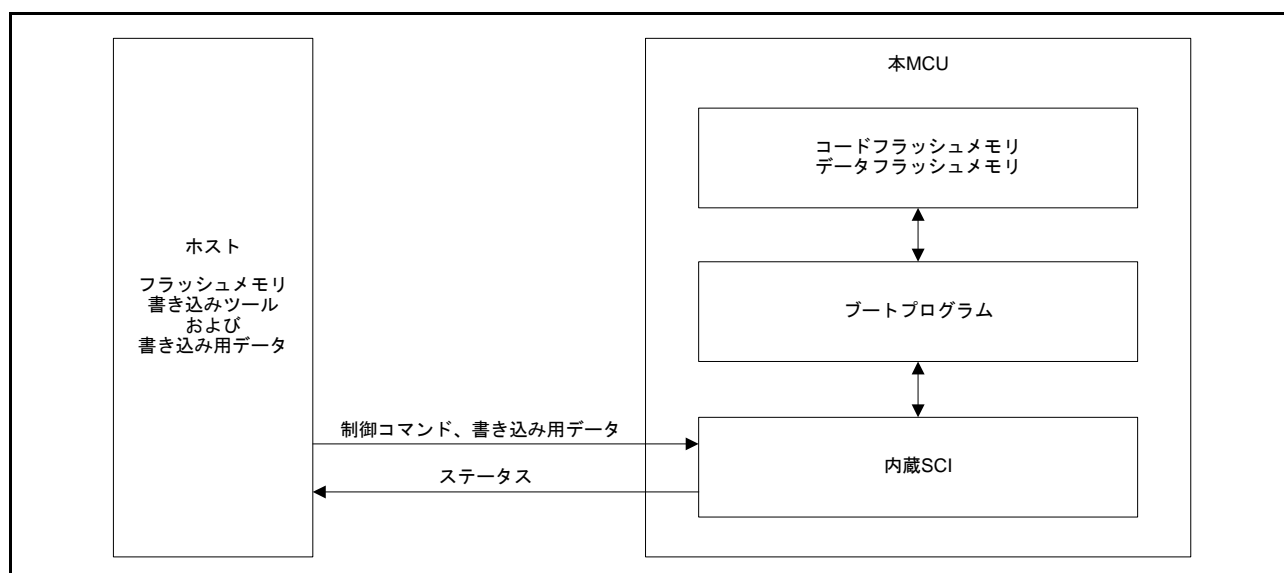 本MCU
コードフラッシュメモリ
データフラッシュメモリ
ホスト
フラッシュメモリ
書き込みツール
および
書き込み用データ
ブートプログラム
制御コマンド、書き込み用データ
ステータス
内蔵SCI